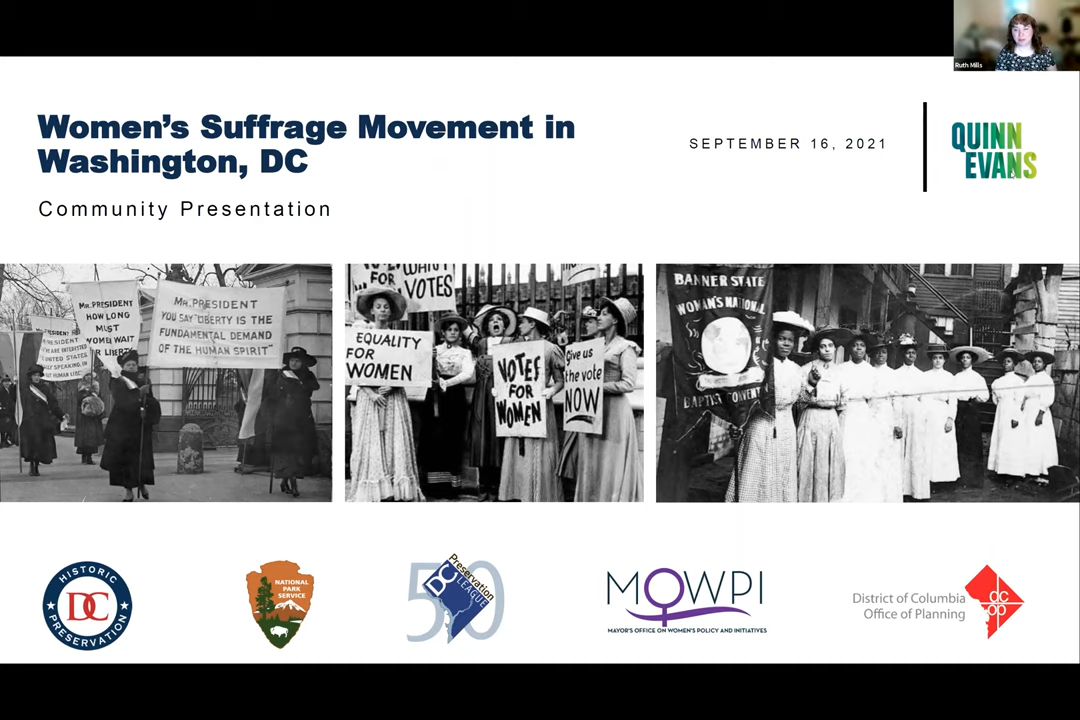 Ruth Mills
Women's Suffrage Movement in
Washington, DC
Community Presentation
SEPTEMBER 16, 2021
QUINN
EVANS
MR. PRESIDENT
HOW LONG
MUST
WOMEN WAIT
FOR LIBERTY
MR. PRESIDENT
YOU SAY "LIBERTY IS THE
FUNDAMENTAL DEMAND
OF THE HUMAN SPIRIT"
FOR
VOTES
EQUALITY
FOR
WOMEN
VOTES
FOR
WOMEN
Give us
the vote
NOW
BANNER STATE
WOMAN'S NATIONAL
BAPTIST CONVENT
HISTORIC
DC
PRESERVATION
NATIONAL
PARK
SERVICE
50
DC
Preservation
LEAGUE
MOWPI
MAYOR'S OFFICE ON WOMEN'S POLICY AND INITIATIVES
District of Columbia
Office of Planning
dc
op